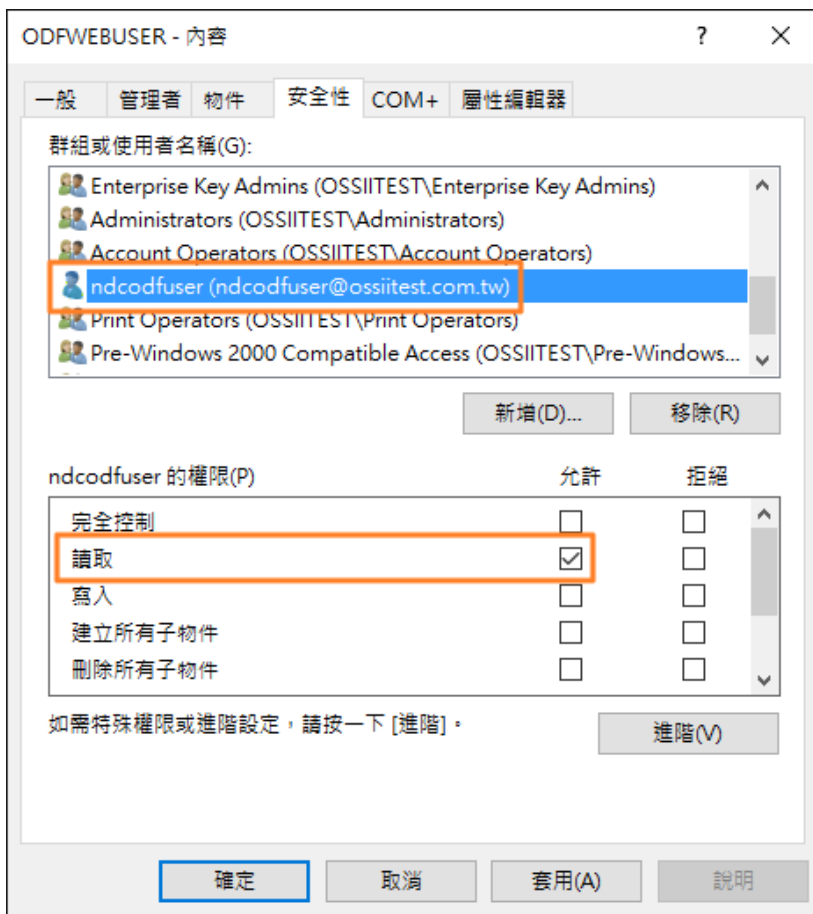 ODFWEBUSER - 內容 ? ×
一般 管理者 物件 安全性 COM+ 屬性編輯器
群組或使用者名稱(G):
Enterprise Key Admins (OSSIITEST\Enterprise Key Admins)
Administrators (OSSIITEST\Administrators)
Account Operators (OSSIITEST\Account Operators)
ndcodfuser (ndcodfuser@ossiitest.com.tw)
Print Operators (OSSIITEST\Print Operators)
Pre-Windows 2000 Compatible Access (OSSIITEST\Pre-Windows...
新增(D)... 移除(R)
ndcodfuser 的權限(P) 允許 拒絕
完全控制
讀取
寫入
建立所有子物件
刪除所有子物件
如需特殊權限或進階設定，請按一下 [進階]。
進階(V)
確定 取消 套用(A) 說明